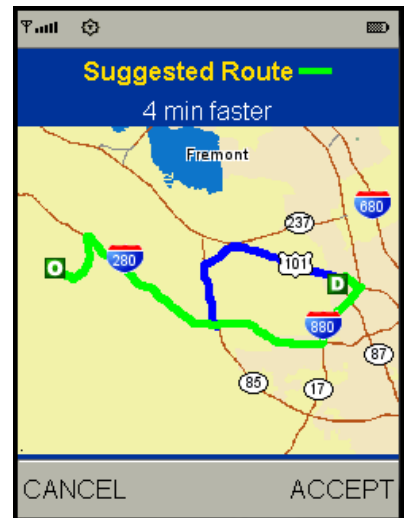 Suggested Route
4 min faster
Fremont
680
237
280
101
O
D
880
87
85
17
CANCEL
ACCEPT